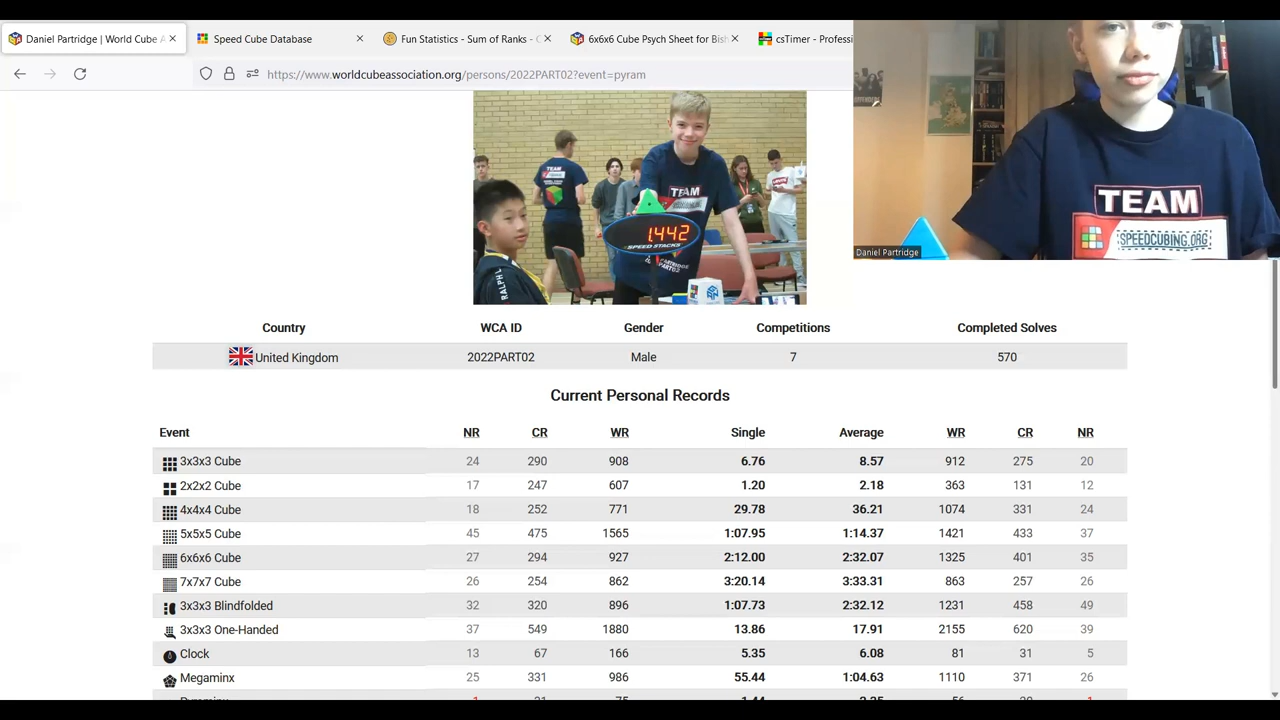 Daniel Partridge | World Cube A
Speed Cube Database
Fun Statistics - Sum of Ranks - C
6x6x6 Cube Psych Sheet for Bish
csTimer - Professi
https://www.worldcubeassociation.org/persons/2022PART02?event=pyram
TEAM
SPEEDCUBING.ORG
Daniel Partridge
TEAM
TEAM
1.442
SPEED STACKS
PARTRIDGE
PART02
RALPH L
Country WCA ID Gender Competitions Completed Solves
United Kingdom 2022PART02 Male 7 570
Current Personal Records
Event NR CR WR Single Average WR CR NR
3x3x3 Cube 24 290 908 6.76 8.57 912 275 20
2x2x2 Cube 17 247 607 1.20 2.18 363 131 12
4x4x4 Cube 18 252 771 29.78 36.21 1074 331 24
5x5x5 Cube 45 475 1565 1:07.95 1:14.37 1421 433 37
6x6x6 Cube 27 294 927 2:12.00 2:32.07 1325 401 35
7x7x7 Cube 26 254 862 3:20.14 3:33.31 863 257 26
3x3x3 Blindfolded 32 320 896 1:07.73 2:32.12 1231 458 49
3x3x3 One-Handed 37 549 1880 13.86 17.91 2155 620 39
Clock 13 67 166 5.35 6.08 81 31 5
Megaminx 25 331 986 55.44 1:04.63 1110 371 26